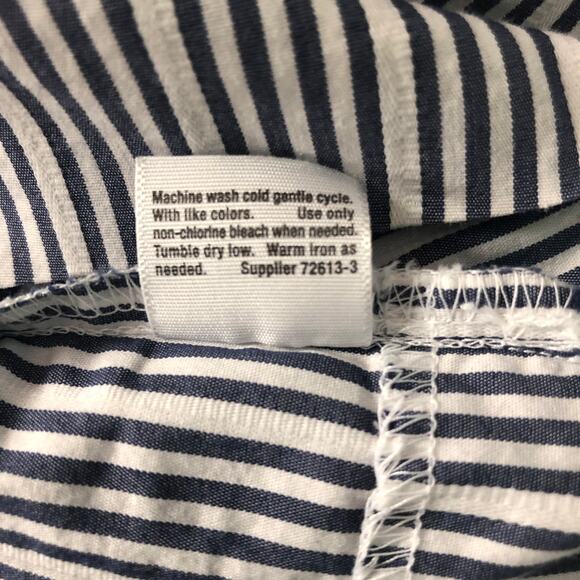 Machine wash cold gentle cycle.
With like colors. Use only
non-chlorine bleach when needed.
Tumble dry low. Warm iron as
needed. Supplier 72613-3